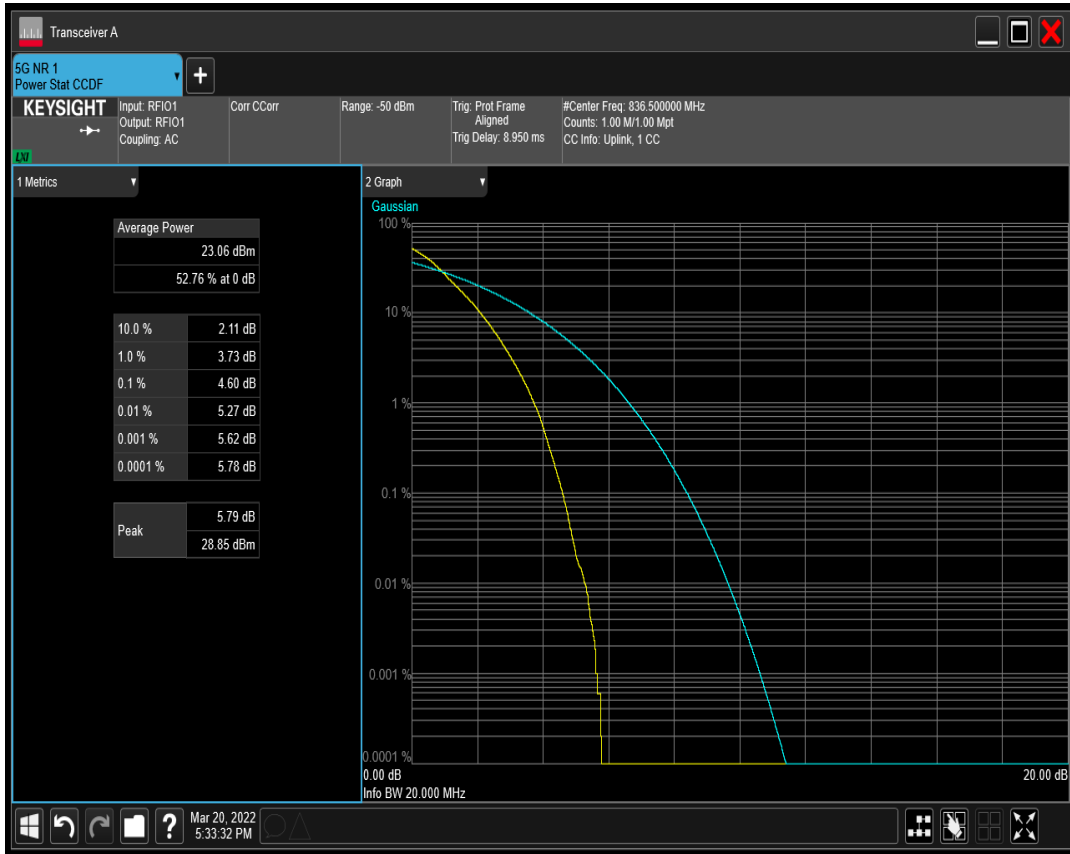 Transceiver A
5G NR 1
Power Stat CCDF
+
KEYSIGHT
LXI
Input: RFIO1
Output: RFIO1
Coupling: AC
Corr CCorr
Range: -50 dBm
Trig: Prot Frame
Aligned
Trig Delay: 8.950 ms
#Center Freq: 836.500000 MHz
Counts: 1.00 M/1.00 Mpt
CC Info: Uplink, 1 CC
1 Metrics
Average Power
23.06 dBm
52.76 % at 0 dB
10.0 % 2.11 dB
1.0 % 3.73 dB
0.1 % 4.60 dB
0.01 % 5.27 dB
0.001 % 5.62 dB
0.0001 % 5.78 dB
Peak
5.79 dB
28.85 dBm
2 Graph
Gaussian
100 %
10 %
1 %
0.1 %
0.01 %
0.001 %
0.0001 %
0.00 dB 20.00 dB
Info BW 20.000 MHz
? Mar 20, 2022
5:33:32 PM